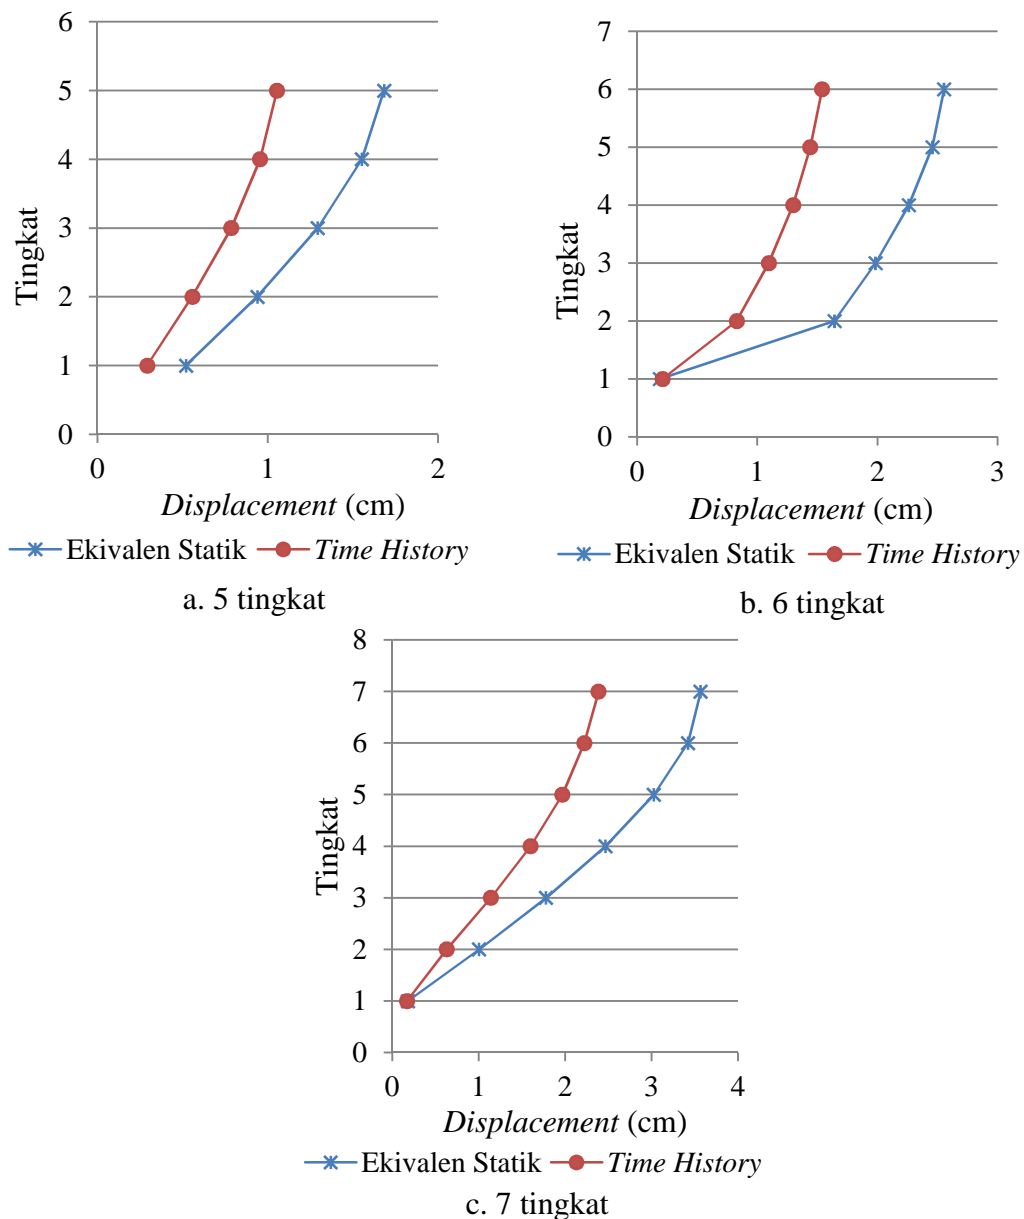 6
5
4
3
2
1
0
Tingkat
0 1 2
Displacement (cm)
Ekivalen Statik Time History
a. 5 tingkat
7
6
5
4
3
2
1
0
Tingkat
0 1 2 3
Displacement (cm)
Ekivalen Statik Time History
b. 6 tingkat
8
7
6
5
4
3
2
1
0
Tingkat
0 1 2 3 4
Displacement (cm)
Ekivalen Statik Time History
c. 7 tingkat